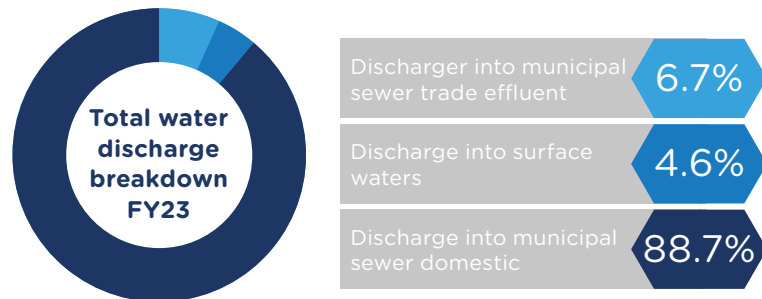 Total water
discharge
breakdown
FY23
Discharger into municipal
sewer trade effluent
6.7%
Discharge into surface
waters
4.6%
Discharge into municipal
sewer domestic
88.7%